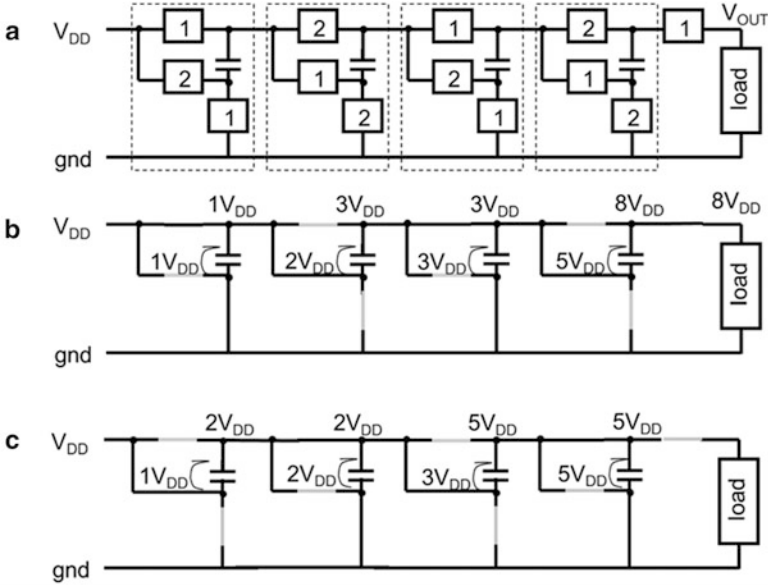 a
V_DD 1 2 1 2 1 V_OUT
2 1 2 1
1 2 1 2
load
gnd
b
1V_DD 3V_DD 3V_DD 8V_DD 8V_DD
V_DD
1V_DD 2V_DD 3V_DD 5V_DD
load
gnd
c
2V_DD 2V_DD 5V_DD 5V_DD
V_DD
1V_DD 2V_DD 3V_DD 5V_DD
load
gnd